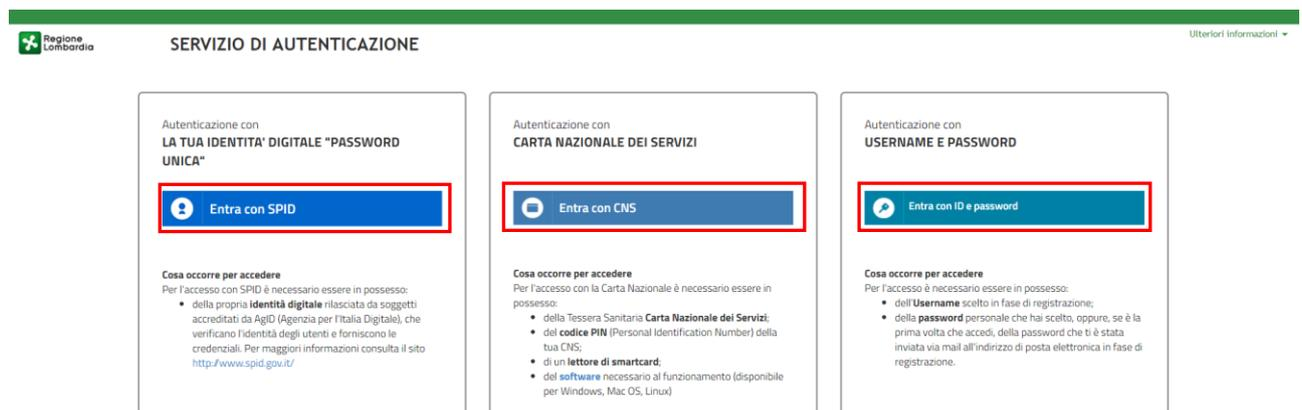 Regione
Lombardia
SERVIZIO DI AUTENTICAZIONE
Ulteriori informazioni
Autenticazione con
LA TUA IDENTITA' DIGITALE "PASSWORD
UNICA"
Entra con SPID
Cosa occorre per accedere
Per l'accesso con SPID è necessario essere in possesso:
• della propria identità digitale rilasciata da soggetti
accreditati da AgID (Agenzia per l'Italia Digitale), che
verificano l'identità degli utenti e forniscono le
credenziali. Per maggiori informazioni consulta il sito
http://www.spid.gov.it/
Autenticazione con
CARTA NAZIONALE DEI SERVIZI
Entra con CNS
Cosa occorre per accedere
Per l'accesso con la Carta Nazionale è necessario essere in
possesso:
• della Tessera Sanitaria Carta Nazionale dei Servizi;
• del codice PIN (Personal Identification Number) della
tua CNS;
• di un lettore di smartcard;
• del software necessario al funzionamento (disponibile
per Windows, Mac OS, Linux)
Autenticazione con
USERNAME E PASSWORD
Entra con ID e password
Cosa occorre per accedere
Per l'accesso è necessario essere in possesso:
• dell'Username scelto in fase di registrazione;
• della password personale che hai scelto, oppure, se è la
prima volta che accedi, della password che ti è stata
inviata via mail all'indirizzo di posta elettronica in fase di
registrazione.